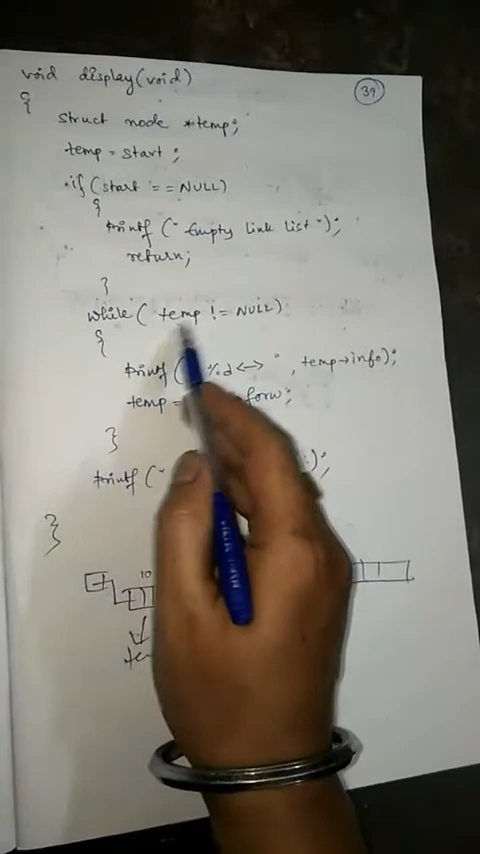 void display(void)
39
{
struct node *temp;
temp = start;
if (start == NULL)
{
printf ("Empty link list");
return;
}
while ( temp != NULL)
{
printf ( %d <-> " , temp→info);
temp = forw;
}
printf (" );
}
10